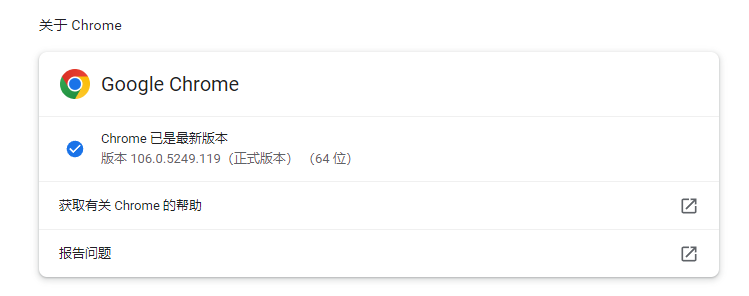 关于 Chrome
Google Chrome
Chrome 已是最新版本
版本 106.0.5249.119（正式版本） （64 位）
获取有关 Chrome 的帮助
报告问题